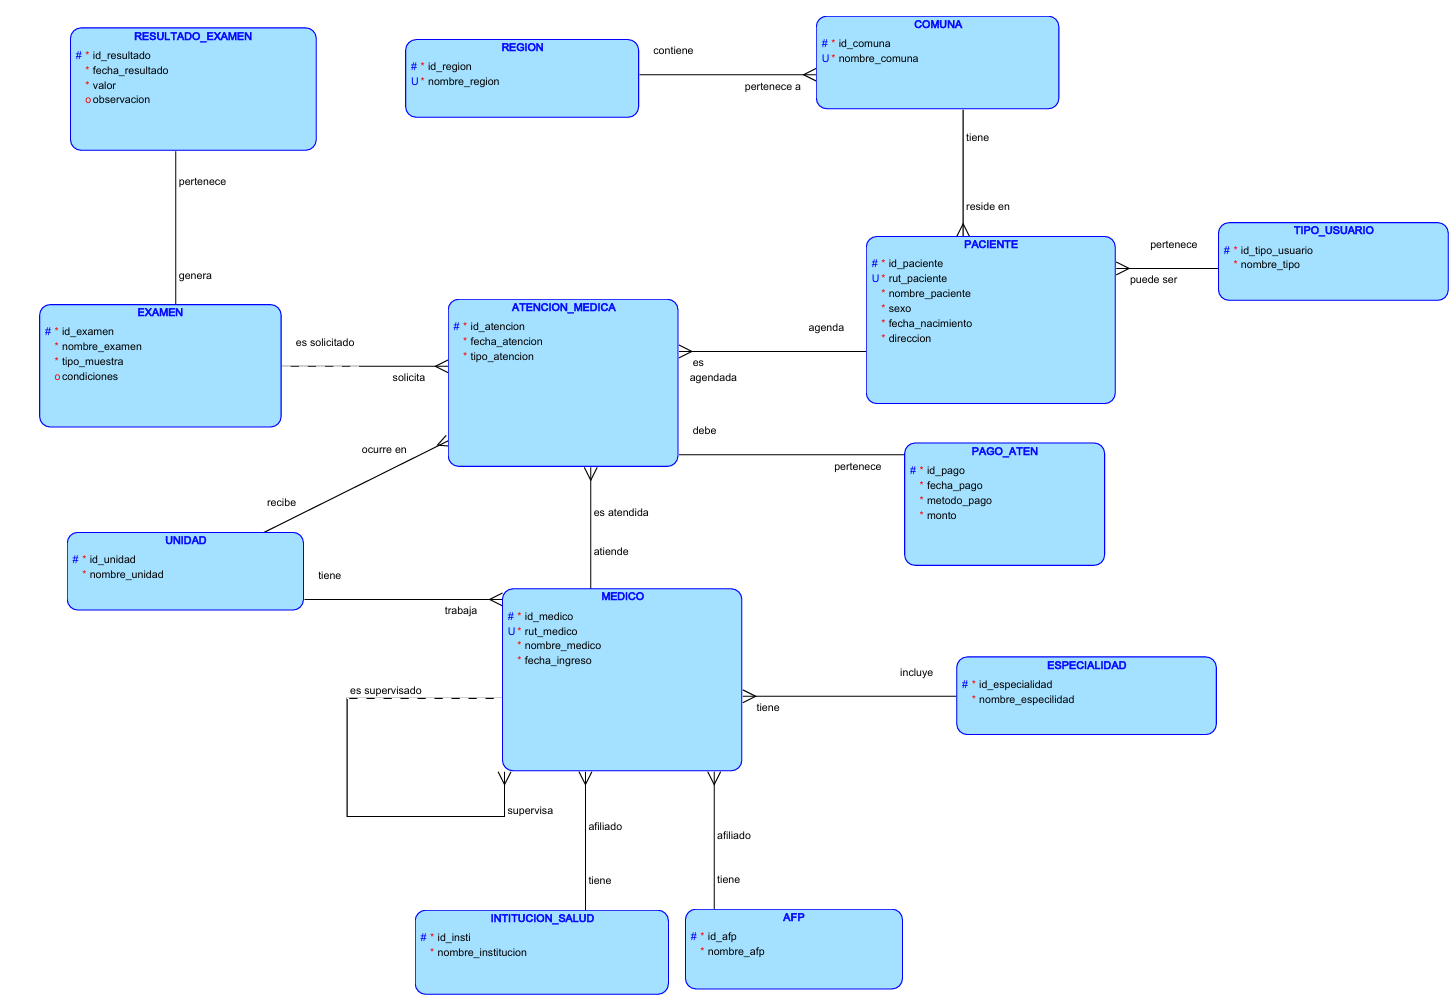 RESULTADO_EXAMEN
# * id_resultado
* fecha_resultado
* valor
o observacion
REGION
# * id_region
U * nombre_region
contiene
pertenece a
COMUNA
# * id_comuna
U * nombre_comuna
tiene
reside en
pertenece
genera
PACIENTE
# * id_paciente
U * rut_paciente
* nombre_paciente
* sexo
* fecha_nacimiento
* direccion
pertenece
puede ser
TIPO_USUARIO
# * id_tipo_usuario
* nombre_tipo
EXAMEN
# * id_examen
* nombre_examen
* tipo_muestra
o condiciones
es solicitado
solicita
ATENCION_MEDICA
# * id_atencion
* fecha_atencion
* tipo_atencion
agenda
es
agendada
debe
pertenece
PAGO_ATEN
# * id_pago
* fecha_pago
* metodo_pago
* monto
ocurre en
recibe
es atendida
atiende
UNIDAD
# * id_unidad
* nombre_unidad
tiene
trabaja
MEDICO
# * id_medico
U * rut_medico
* nombre_medico
* fecha_ingreso
es supervisado
supervisa
incluye
tiene
ESPECIALIDAD
# * id_especialidad
* nombre_especilidad
afiliado
tiene
afiliado
tiene
INTITUCION_SALUD
# * id_insti
* nombre_institucion
AFP
# * id_afp
* nombre_afp